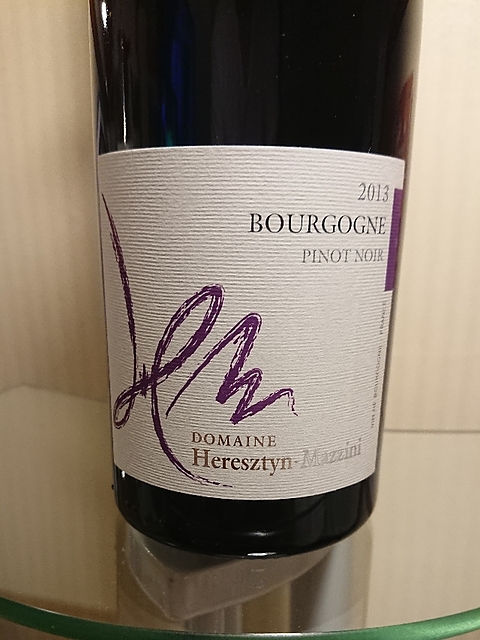 2013
BOURGOGNE
PINOT NOIR
DOMAINE
Heresztyn-Mazzini